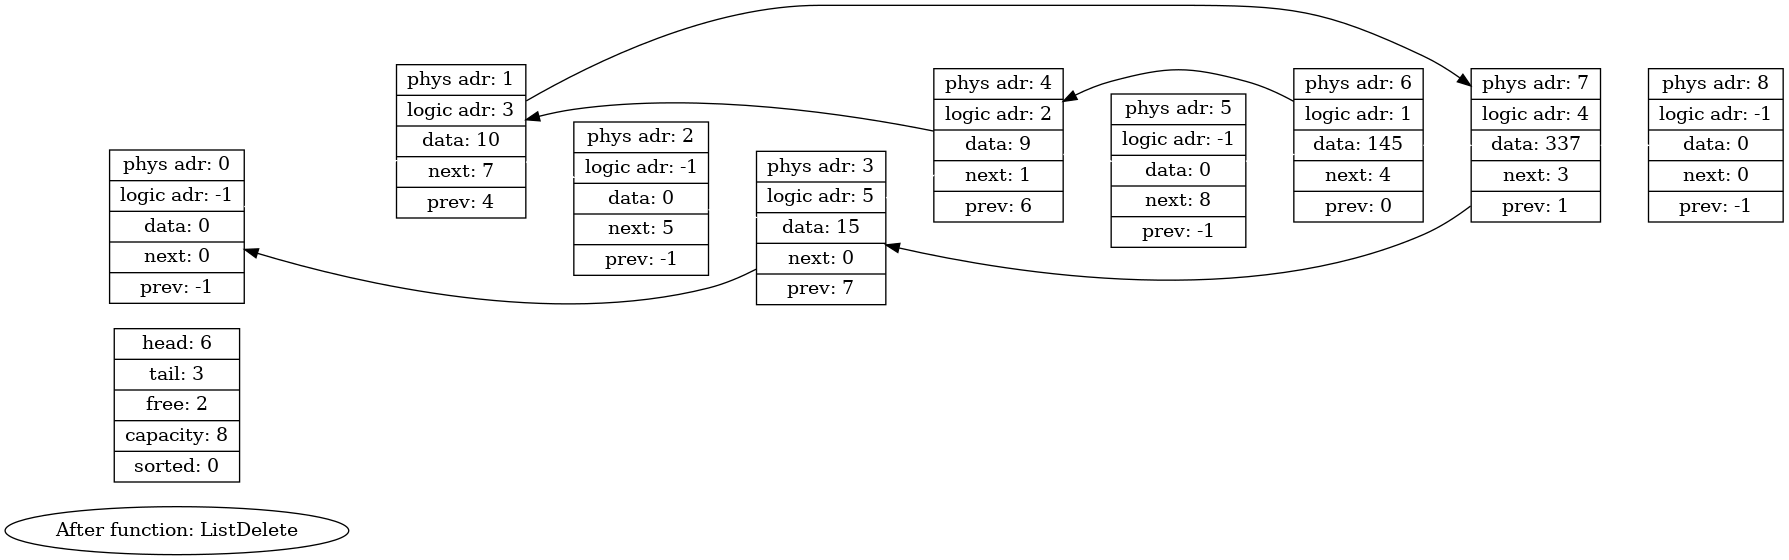 phys adr: 0
logic adr: -1
data: 0
next: 0
prev: -1
phys adr: 1
logic adr: 3
data: 10
next: 7
prev: 4
phys adr: 2
logic adr: -1
data: 0
next: 5
prev: -1
phys adr: 3
logic adr: 5
data: 15
next: 0
prev: 7
phys adr: 4
logic adr: 2
data: 9
next: 1
prev: 6
phys adr: 5
logic adr: -1
data: 0
next: 8
prev: -1
phys adr: 6
logic adr: 1
data: 145
next: 4
prev: 0
phys adr: 7
logic adr: 4
data: 337
next: 3
prev: 1
phys adr: 8
logic adr: -1
data: 0
next: 0
prev: -1
head: 6
tail: 3
free: 2
capacity: 8
sorted: 0
After function: ListDelete